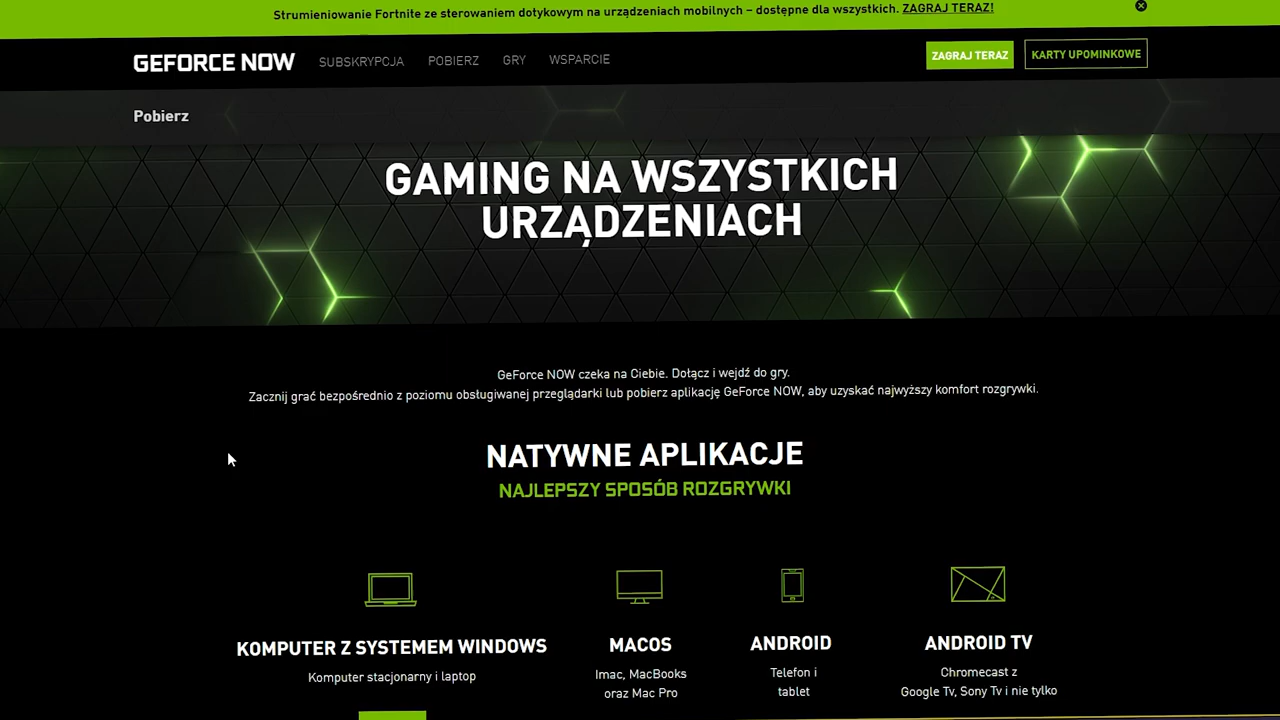 Strumieniowanie Fortnite ze sterowaniem dotykowym na urządzeniach mobilnych – dostępne dla wszystkich. ZAGRAJ TERAZ!
GEFORCE NOW SUBSKRYPCJA POBIERZ GRY WSPARCIE ZAGRAJ TERAZ KARTY UPOMINKOWE
Pobierz
GAMING NA WSZYSTKICH
URZĄDZENIACH
GeForce NOW czeka na Ciebie. Dołącz i wejdź do gry.
Zacznij grać bezpośrednio z poziomu obsługiwanej przeglądarki lub pobierz aplikację GeForce NOW, aby uzyskać najwyższy komfort rozgrywki.
NATYWNE APLIKACJE
NAJLEPSZY SPOSÓB ROZGRYWKI
KOMPUTER Z SYSTEMEM WINDOWS
Komputer stacjonarny i laptop
MACOS
Imac, MacBooks
oraz Mac Pro
ANDROID
Telefon i
tablet
ANDROID TV
Chromecast z
Google Tv, Sony Tv i nie tylko